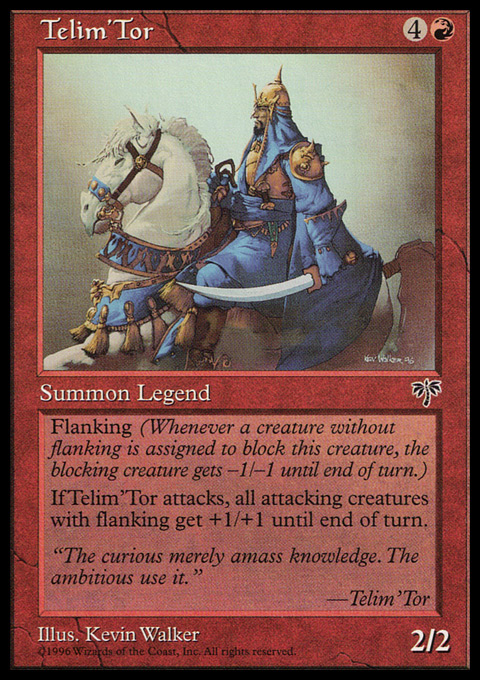 Telim'Tor 4
KEV WALKER 96
Summon Legend
Flanking (Whenever a creature without
flanking is assigned to block this creature, the
blocking creature gets –1/–1 until end of turn.)
If Telim'Tor attacks, all attacking creatures
with flanking get +1/+1 until end of turn.
“The curious merely amass knowledge. The
ambitious use it.”
—Telim'Tor
Illus. Kevin Walker
©1996 Wizards of the Coast, Inc. All rights reserved.
2/2